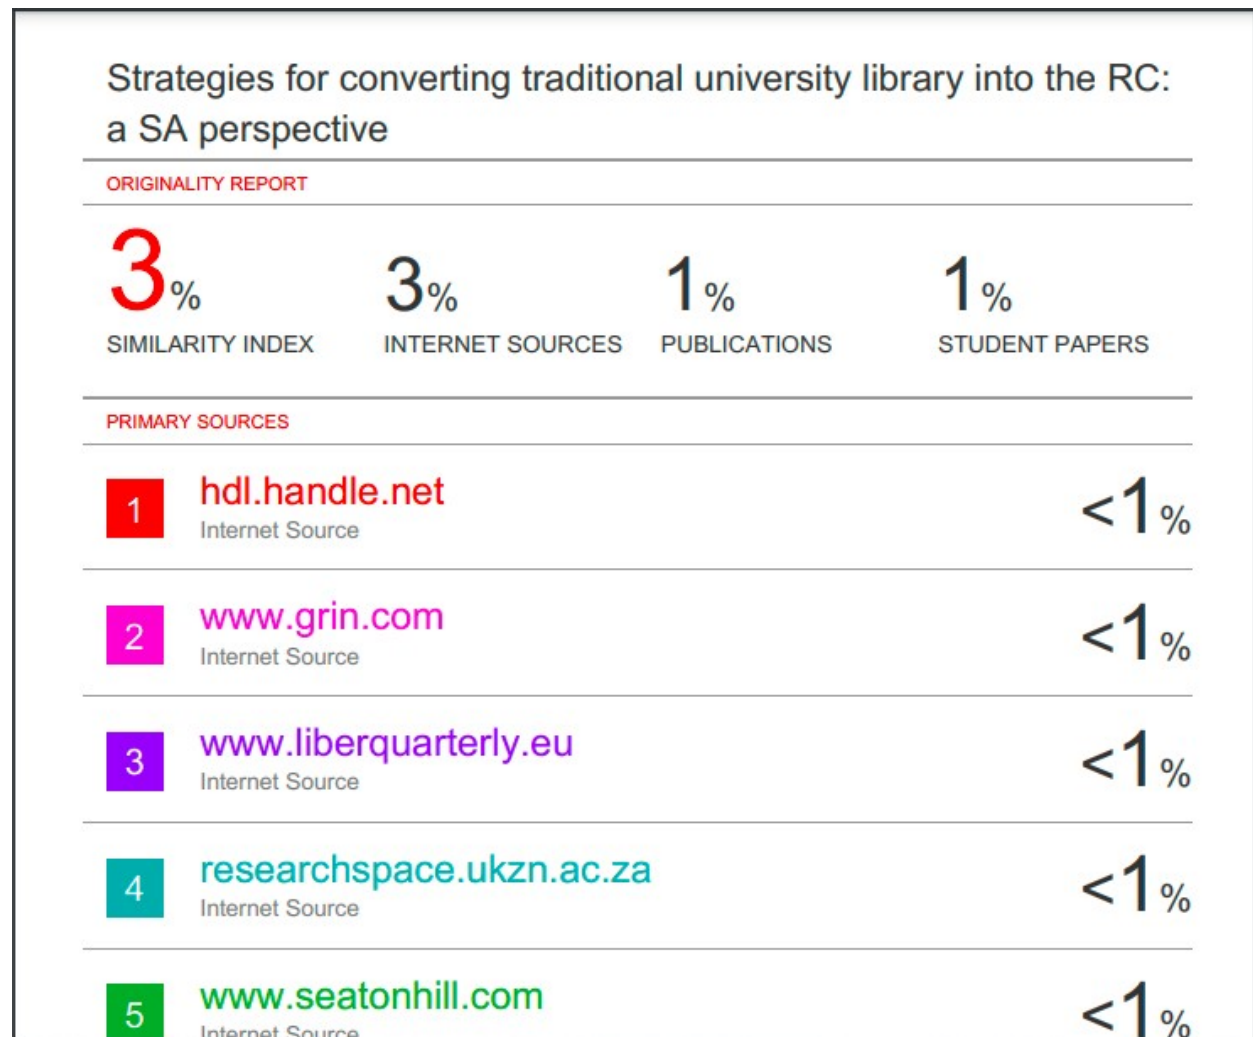 Strategies for converting traditional university library into the RC:
a SA perspective
ORIGINALITY REPORT
3% 3% 1% 1%
SIMILARITY INDEX INTERNET SOURCES PUBLICATIONS STUDENT PAPERS
PRIMARY SOURCES
1 hdl.handle.net <1%
Internet Source
2 www.grin.com <1%
Internet Source
3 www.liberquarterly.eu <1%
Internet Source
4 researchspace.ukzn.ac.za <1%
Internet Source
5 www.seatonhill.com <1%
Internet Source